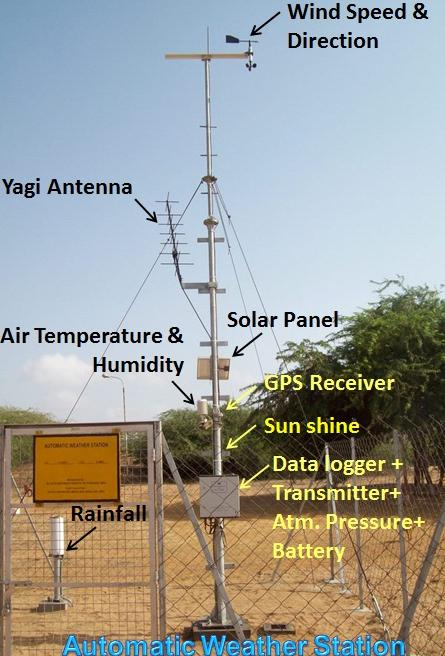 Wind Speed &
Direction
Yagi Antenna
Solar Panel
Air Temperature &
Humidity
GPS Receiver
Sun shine
Data logger +
Transmitter+
Atm. Pressure+
Battery
AUTOMATIC WEATHER STATION
Rainfall
Automatic Weather Station